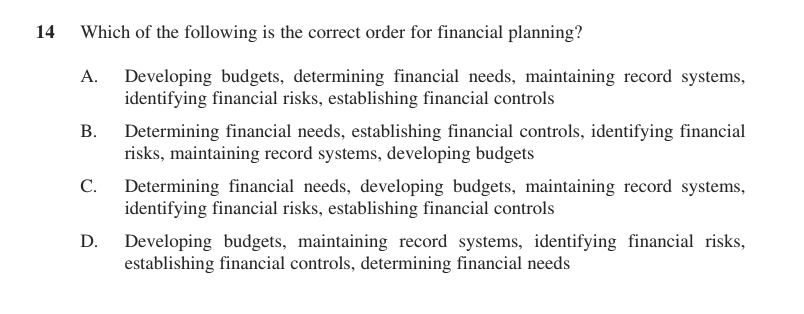 14 Which of the following is the correct order for financial planning?
A. Developing budgets, determining financial needs, maintaining record systems,
identifying financial risks, establishing financial controls
B. Determining financial needs, establishing financial controls, identifying financial
risks, maintaining record systems, developing budgets
C. Determining financial needs, developing budgets, maintaining record systems,
identifying financial risks, establishing financial controls
D. Developing budgets, maintaining record systems, identifying financial risks,
establishing financial controls, determining financial needs